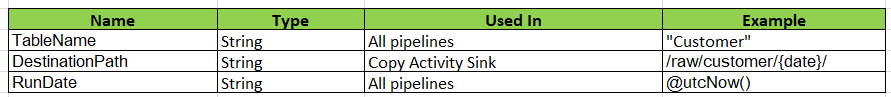 Name Type Used In Example
TableName String All pipelines "Customer"
DestinationPath String Copy Activity Sink /raw/customer/{date}/
RunDate String All pipelines @utcNow()